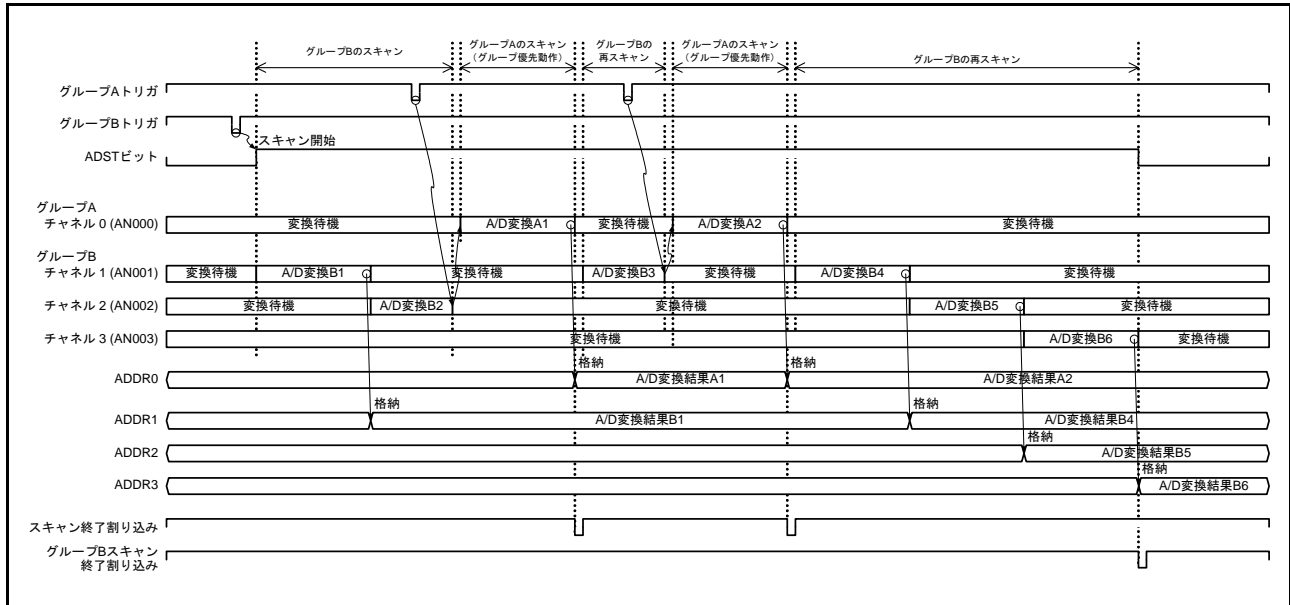 グループBのスキャン
グループAのスキャン
（グループ優先動作）
グループBの
再スキャン
グループAのスキャン
（グループ優先動作）
グループBの再スキャン
グループAトリガ
グループBトリガ
スキャン開始
ADSTビット
グループA
チャネル 0 (AN000)
変換待機 A/D変換A1 変換待機 A/D変換A2 変換待機
グループB
チャネル 1 (AN001)
変換待機 A/D変換B1 変換待機 A/D変換B3 変換待機 A/D変換B4 変換待機
チャネル 2 (AN002)
変換待機 A/D変換B2 変換待機 A/D変換B5 変換待機
チャネル 3 (AN003)
変換待機 A/D変換B6 変換待機
格納 格納
ADDR0 A/D変換結果A1 A/D変換結果A2
格納 格納
ADDR1 A/D変換結果B1 A/D変換結果B4
格納
ADDR2 A/D変換結果B5
格納
ADDR3 A/D変換結果B6
スキャン終了割り込み
グループBスキャン
終了割り込み